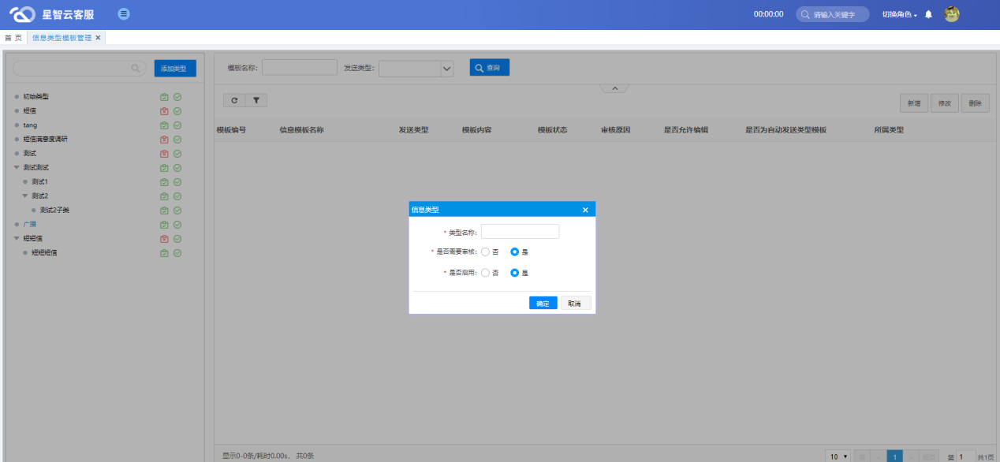 星智云客服
00:00:00
请输入关键字
切换角色
首 页
信息类型模板管理
添加类型
模板名称:
发送类型:
查询
初始类型
短信
tang
短信满意度调研
测试
测试测试
测试1
测试2
测试2子类
广播
短短信
短短短信
新增
修改
删除
模板编号 信息模板名称 发送类型 模板内容 模板状态 审核原因 是否允许编辑 是否为自动发送类型模板 所属类型
信息类型
* 类型名称:
* 是否需要审核: 否 是
* 是否启用: 否 是
确定 取消
显示0-0条/耗时0.00s， 共0条
10
1
第 1 共1页